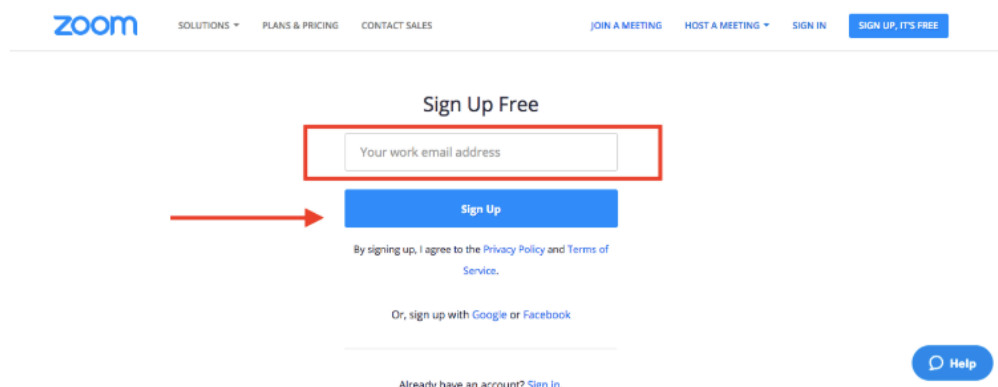 zoom SOLUTIONS PLANS & PRICING CONTACT SALES JOIN A MEETING HOST A MEETING SIGN IN SIGN UP, IT'S FREE
Sign Up Free
Your work email address
Sign Up
By signing up, I agree to the Privacy Policy and Terms of
Service.
Or, sign up with Google or Facebook
Help
Already have an account? Sign in.